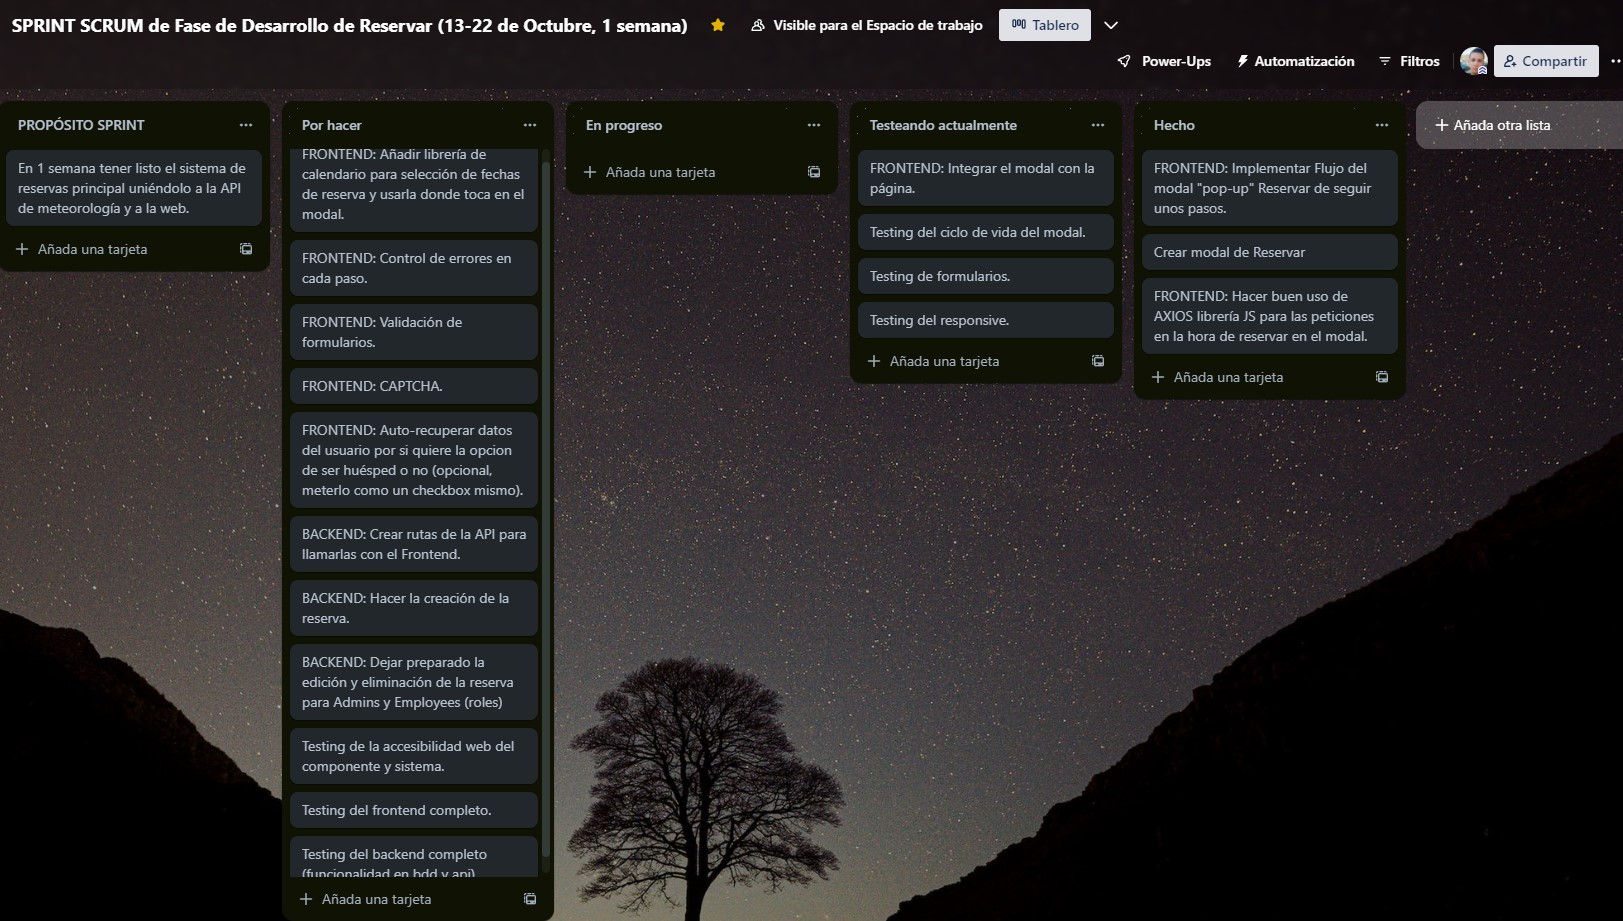 SPRINT SCRUM de Fase de Desarrollo de Reservar (13-22 de Octubre, 1 semana)
Visible para el Espacio de trabajo
Tablero
Power-Ups
Automatización
Filtros
Compartir
PROPÓSITO SPRINT
En 1 semana tener listo el sistema de
reservas principal uniéndolo a la API
de meteorología y a la web.
Añada una tarjeta
Por hacer
FRONTEND: Añadir librería de
calendario para selección de fechas
de reserva y usarla donde toca en el
modal.
FRONTEND: Control de errores en
cada paso.
FRONTEND: Validación de
formularios.
FRONTEND: CAPTCHA.
FRONTEND: Auto-recuperar datos
del usuario por si quiere la opcion
de ser huésped o no (opcional,
meterlo como un checkbox mismo).
BACKEND: Crear rutas de la API para
llamarlas con el Frontend.
BACKEND: Hacer la creación de la
reserva.
BACKEND: Dejar preparado la
edición y eliminación de la reserva
para Admins y Employees (roles)
Testing de la accesibilidad web del
componente y sistema.
Testing del frontend completo.
Testing del backend completo
(funcionalidad en bdd y api)
Añada una tarjeta
En progreso
Añada una tarjeta
Testeando actualmente
FRONTEND: Integrar el modal con la
página.
Testing del ciclo de vida del modal.
Testing de formularios.
Testing del responsive.
Añada una tarjeta
Hecho
FRONTEND: Implementar Flujo del
modal "pop-up" Reservar de seguir
unos pasos.
Crear modal de Reservar
FRONTEND: Hacer buen uso de
AXIOS librería JS para las peticiones
en la hora de reservar en el modal.
Añada una tarjeta
Añada otra lista